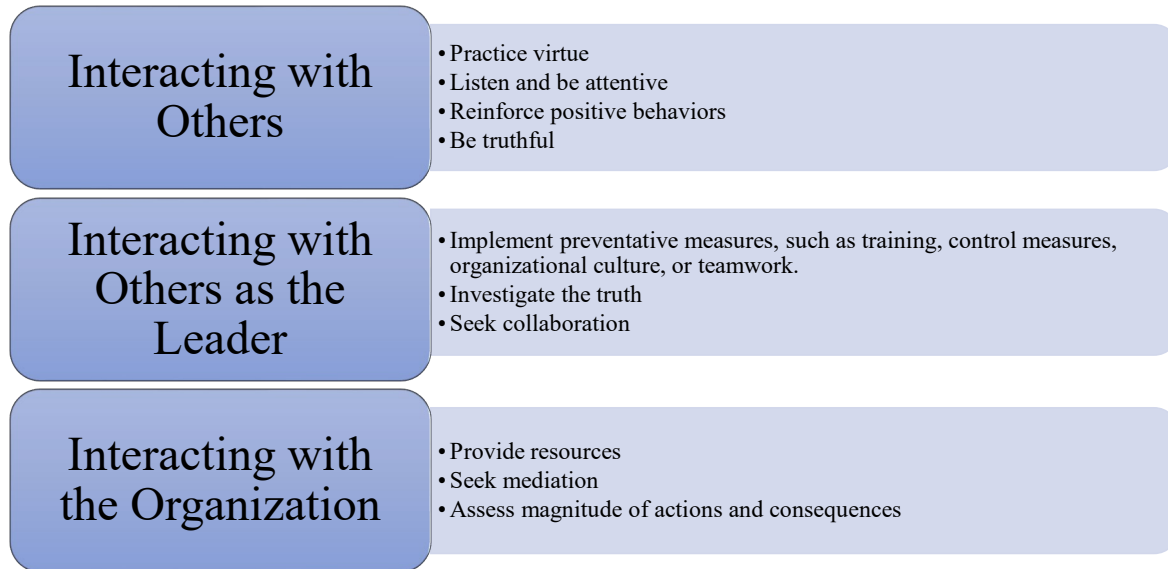 Interacting with
Others
• Practice virtue
• Listen and be attentive
• Reinforce positive behaviors
• Be truthful
Interacting with
Others as the
Leader
• Implement preventative measures, such as training, control measures,
organizational culture, or teamwork.
• Investigate the truth
• Seek collaboration
Interacting with
the Organization
• Provide resources
• Seek mediation
• Assess magnitude of actions and consequences